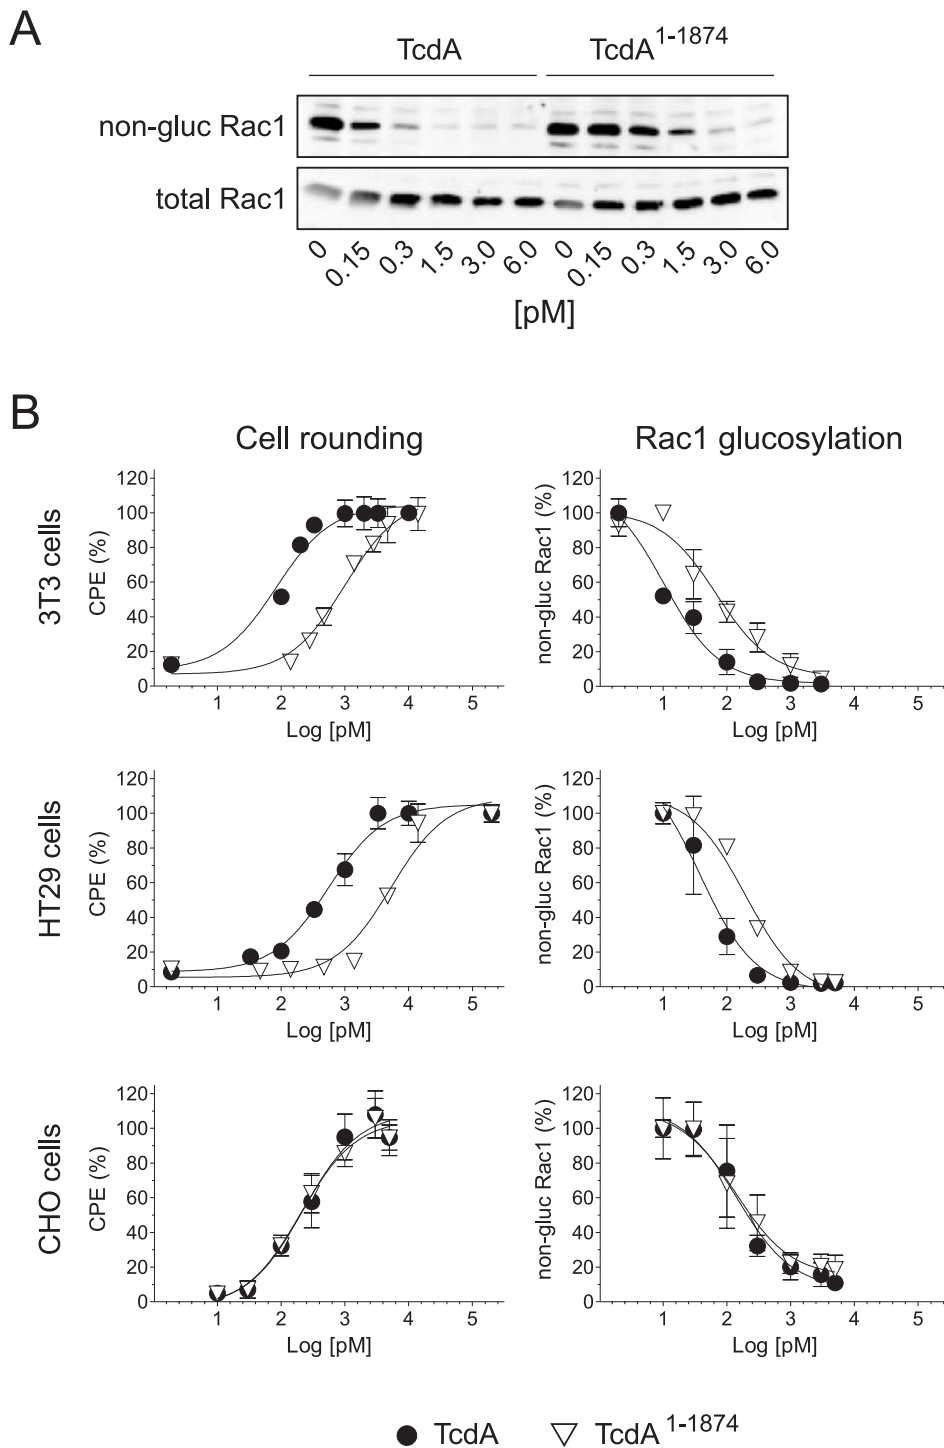 A
TcdA TcdA1-1874
non-gluc Rac1
total Rac1
0 0.15 0.3 1.5 3.0 6.0 0 0.15 0.3 1.5 3.0 6.0
[pM]
B
Cell rounding Rac1 glucosylation
3T3 cells
CPE (%)
120
100
80
60
40
20
0
1 2 3 4 5
Log [pM]
non-gluc Rac1 (%)
120
100
80
60
40
20
0
1 2 3 4 5
Log [pM]
HT29 cells
CPE (%)
120
100
80
60
40
20
0
1 2 3 4 5
Log [pM]
non-gluc Rac1 (%)
120
100
80
60
40
20
0
1 2 3 4 5
Log [pM]
CHO cells
CPE (%)
120
100
80
60
40
20
0
1 2 3 4 5
Log [pM]
non-gluc Rac1 (%)
120
100
80
60
40
20
0
1 2 3 4 5
Log [pM]
TcdA TcdA1-1874